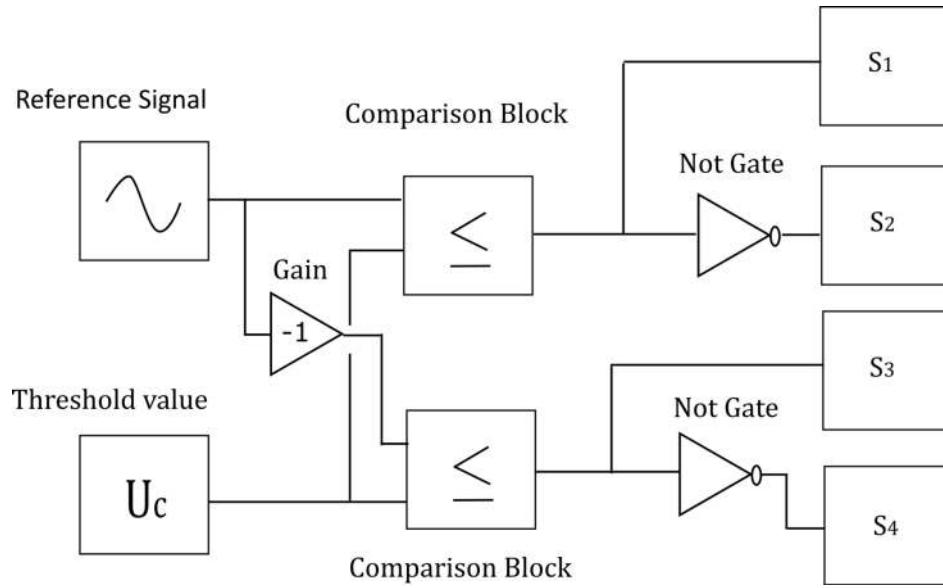 S1
Reference Signal
Comparison Block
Not Gate
≤
S2
Gain
-1
S3
Threshold value
Not Gate
≤
Uc
S4
Comparison Block